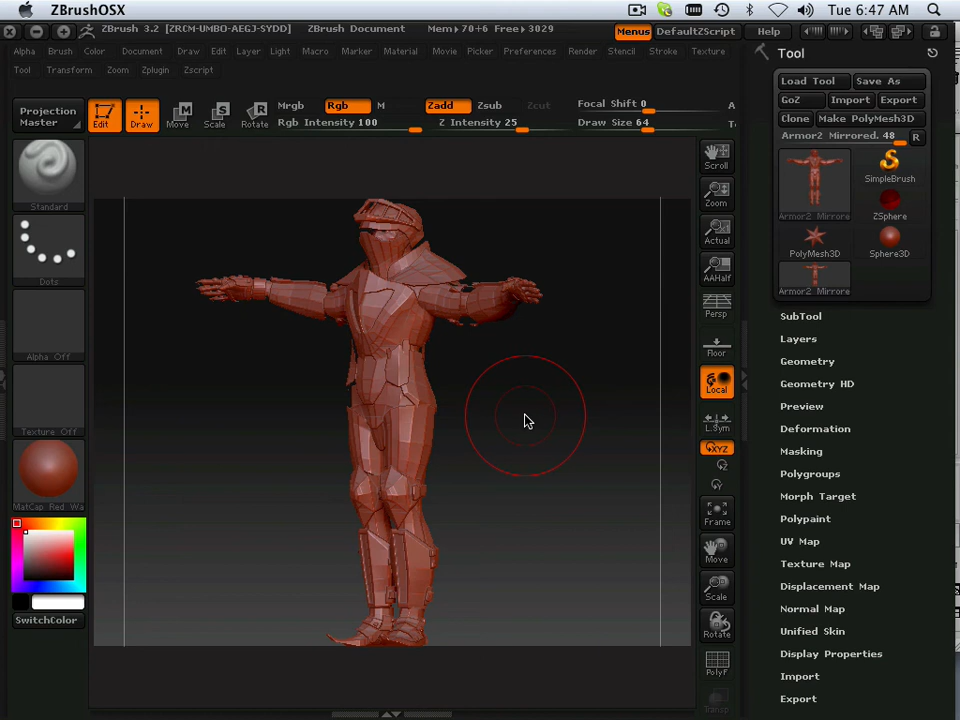 ZBrushOSX
Tue 6:47 AM
ZBrush 3.2 [ZRCM-UMBO-AEGJ-SYDD]
ZBrush Document
Mem▸70+6 Free▸3029
Menus
DefaultZScript
Help
Alpha Brush Color Document Draw Edit Layer Light Macro Marker Material Movie Picker Preferences Render Stencil Stroke Texture
Tool Transform Zoom Zplugin Zscript
Projection
Master
Edit
Draw
Move
Scale
Rotate
Mrgb Rgb M
Rgb Intensity 100
Zadd Zsub Zcut
Z Intensity 25
Focal Shift 0
Draw Size 64
Standard
Dots
Alpha Off
Texture Off
MatCap Red Wa
SwitchColor
Scroll
Zoom
Actual
AAHalf
Persp
Floor
Local
L.Sym
XYZ
Frame
Move
Scale
Rotate
PolyF
Transp
Tool
Load Tool Save As
GoZ Import Export
Clone Make PolyMesh3D
Armor2 Mirrored. 48 R
Armor2 Mirrore
SimpleBrush
ZSphere
PolyMesh3D
Sphere3D
Armor2 Mirrore
SubTool
Layers
Geometry
Geometry HD
Preview
Deformation
Masking
Polygroups
Morph Target
Polypaint
UV Map
Texture Map
Displacement Map
Normal Map
Unified Skin
Display Properties
Import
Export